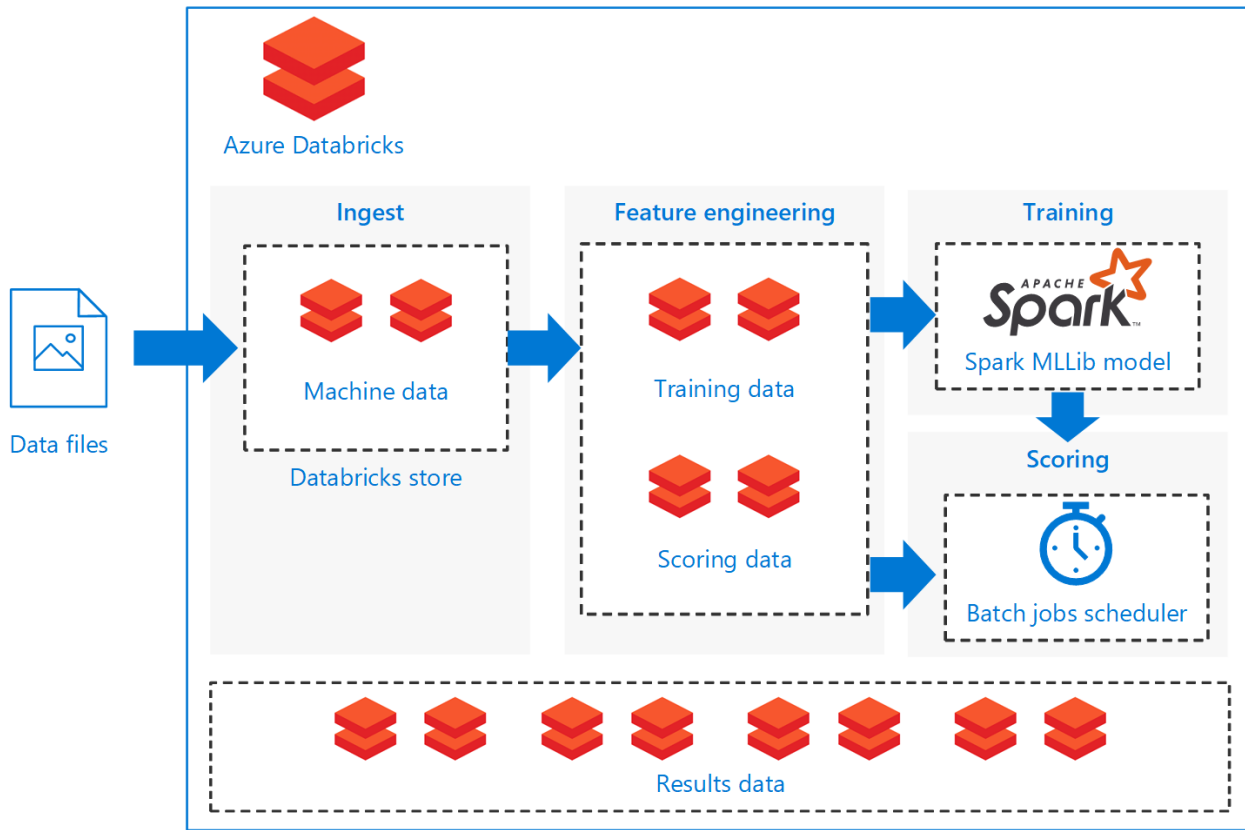 Azure Databricks
Ingest
Feature engineering
Training
Machine data
Databricks store
Data files
Training data
Scoring data
APACHE
Spark™
Spark MLLib model
Scoring
Batch jobs scheduler
Results data